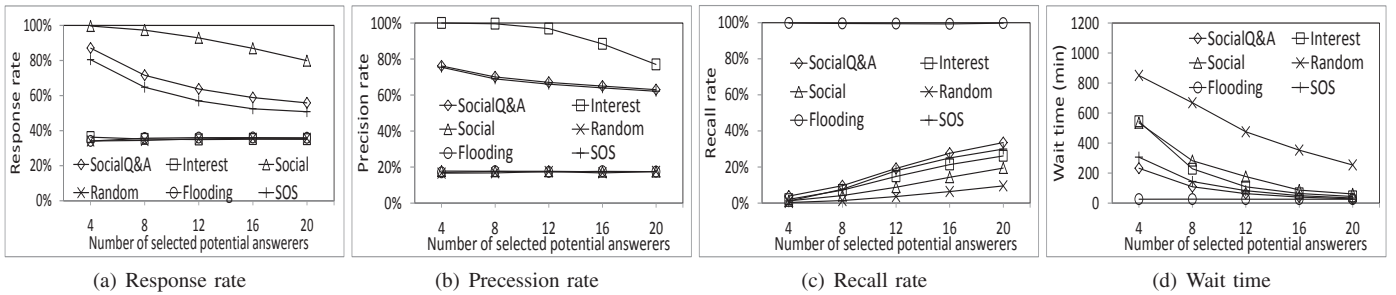 Response rate
100%
80%
60%
40%
20%
0%
SocialQ&A Interest Social
Random Flooding SOS
4 8 12 16 20
Number of selected potential answerers
(a) Response rate
Precision rate
100%
80%
60%
40%
20%
0%
SocialQ&A Interest
Social Random
Flooding SOS
4 8 12 16 20
Number of selected potential answerers
(b) Precession rate
Recall rate
100%
80%
60%
40%
20%
0%
SocialQ&A Interest
Social Random
Flooding SOS
4 8 12 16 20
Number of selected potential answerers
(c) Recall rate
Wait time (min)
1200
1000
800
600
400
200
0
SocialQ&A Interest
Social Random
Flooding SOS
4 8 12 16 20
Number of selected potential answerers
(d) Wait time